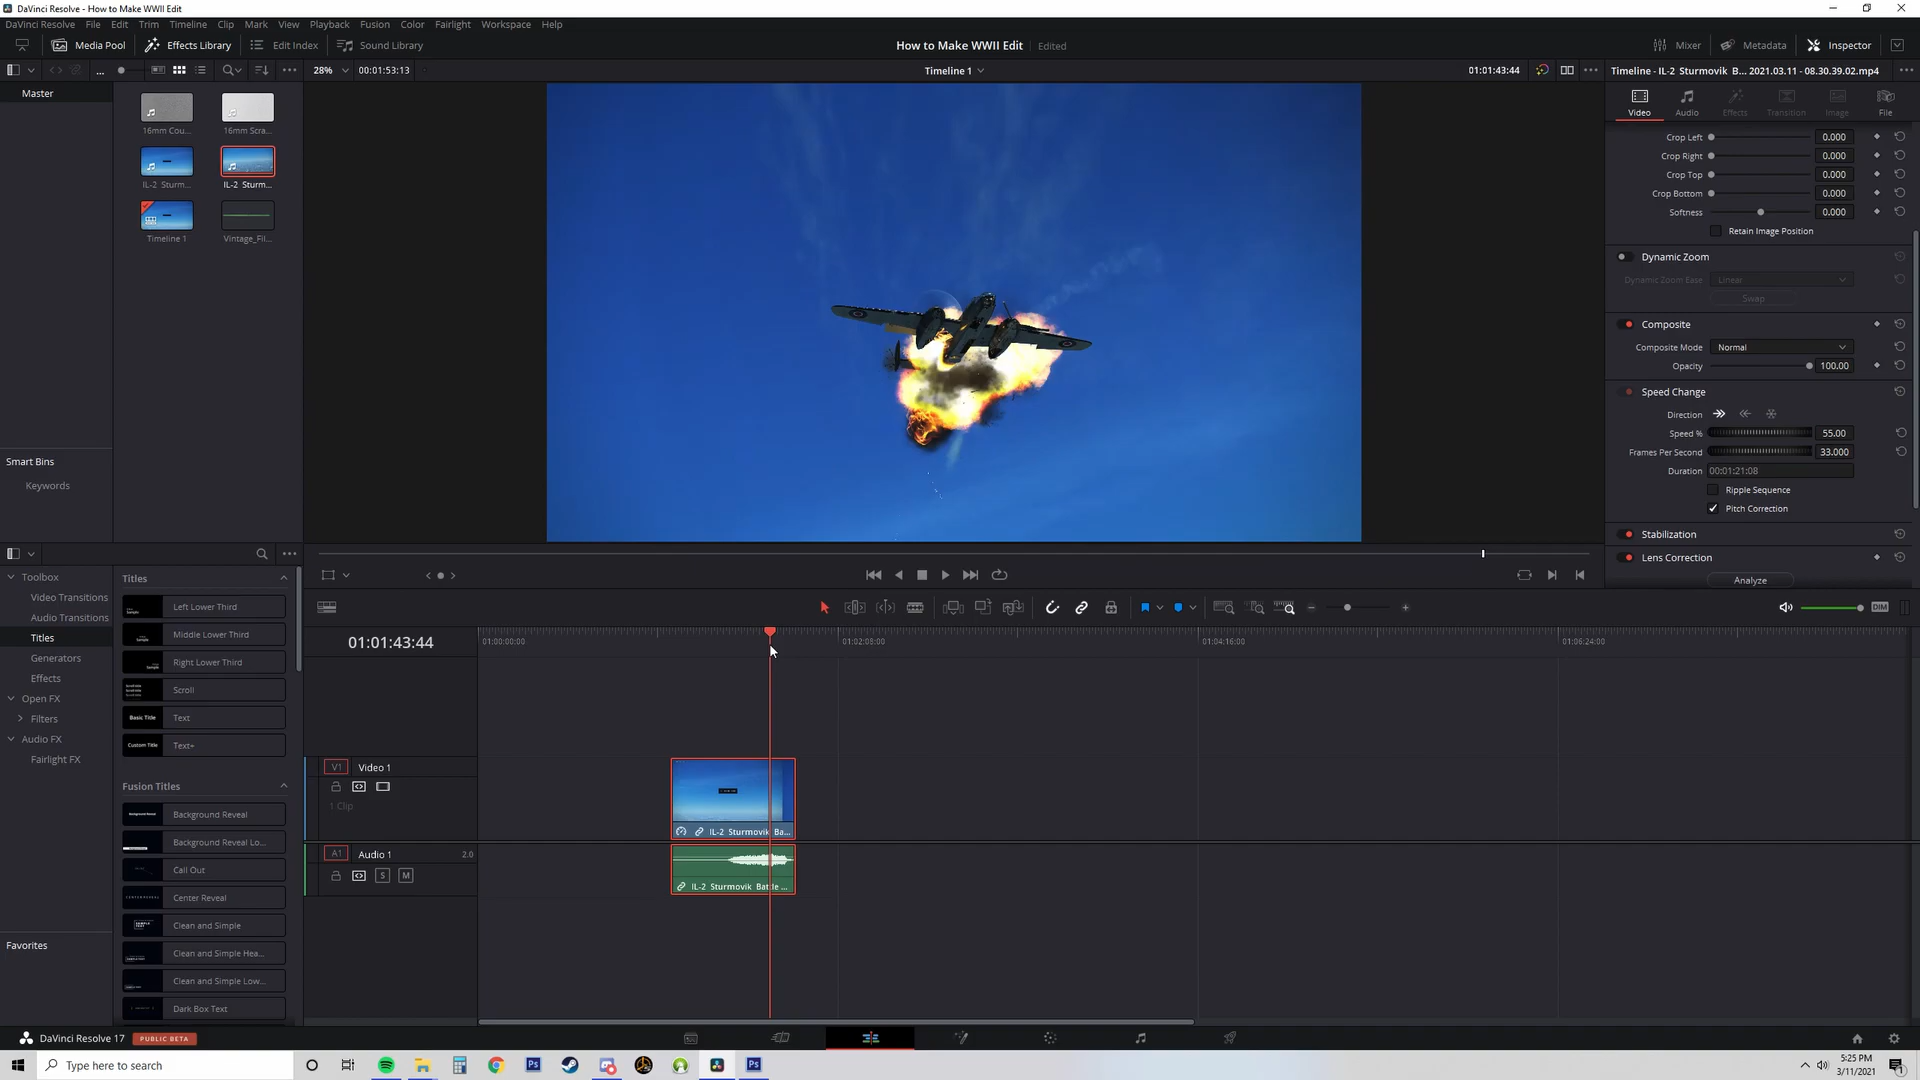 DaVinci Resolve - How to Make WWII Edit
DaVinci Resolve File Edit Trim Timeline Clip Mark View Playback Fusion Color Fairlight Workspace Help
Media Pool Effects Library Edit Index Sound Library
How to Make WWII Edit Edited
Mixer Metadata Inspector
28% 00:01:53:13
Timeline 1
01:01:43:44
Timeline - IL-2 Sturmovik B... 2021.03.11 - 08.30.39.02.mp4
Master
16mm Cou... 16mm Scra...
IL-2 Sturm... IL-2 Sturm...
Timeline 1 Vintage_Fil...
Smart Bins
Keywords
Video Audio Effects Transition Image File
Crop Left 0.000
Crop Right 0.000
Crop Top 0.000
Crop Bottom 0.000
Softness 0.000
Retain Image Position
Dynamic Zoom
Dynamic Zoom Ease Linear
Swap
Composite
Composite Mode Normal
Opacity 100.00
Speed Change
Direction
Speed % 55.00
Frames Per Second 33.000
Duration 00:01:21:08
Ripple Sequence
Pitch Correction
Stabilization
Lens Correction
Analyze
Toolbox
Video Transitions
Audio Transitions
Titles
Generators
Effects
Open FX
Filters
Audio FX
Fairlight FX
Favorites
Titles
Left Lower Third
Middle Lower Third
Right Lower Third
Scroll
Basic Title Text
Custom Title Text+
Fusion Titles
Background Reveal
Background Reveal Lo...
Call Out
Center Reveal
Clean and Simple
Clean and Simple Hea...
Clean and Simple Low...
Dark Box Text
DIM
01:01:43:44
01:00:00:00 01:02:08:00 01:04:16:00 01:06:24:00
V1 Video 1
1 Clip
IL-2 Sturmovik Ba...
A1 Audio 1 2.0
S M
IL-2 Sturmovik Battle ...
DaVinci Resolve 17 PUBLIC BETA
Type here to search
Ps
Ps
5:25 PM
3/11/2021